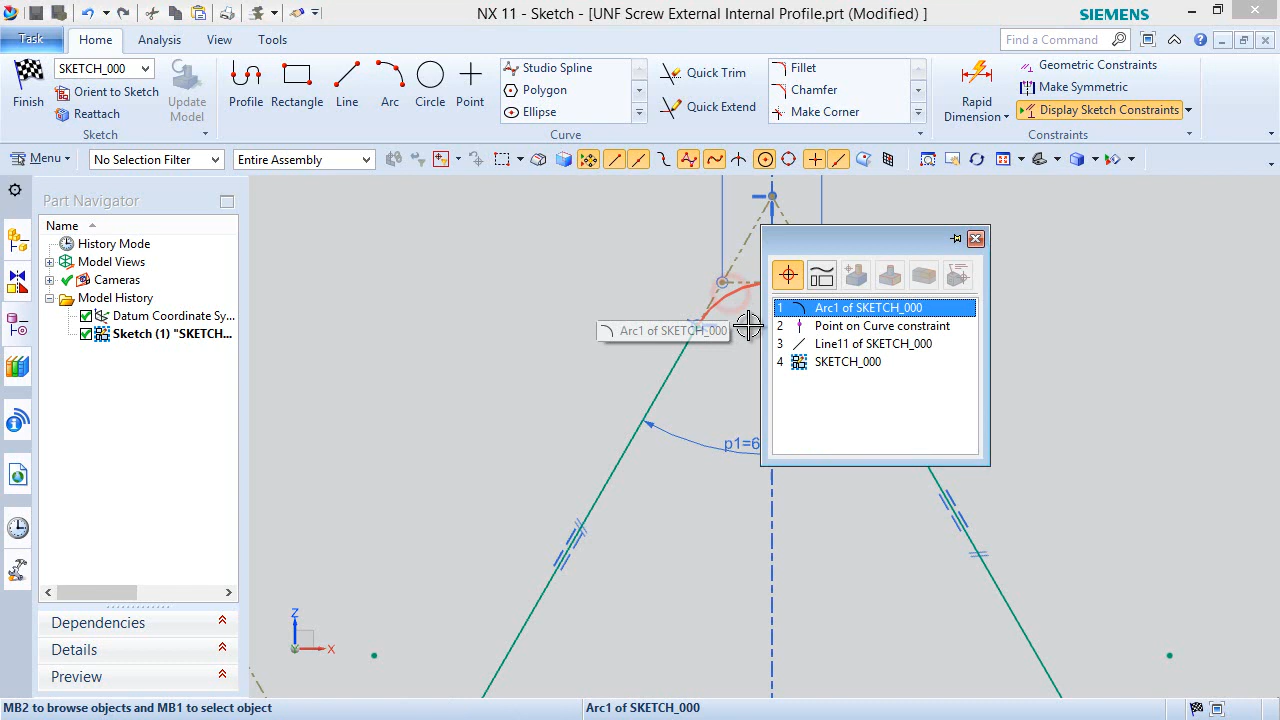 NX 11 - Sketch - [UNF Screw External Internal Profile.prt (Modified) ]
SIEMENS
Task
Home
Analysis
View
Tools
Find a Command
SKETCH_000
Finish
Orient to Sketch
Reattach
Update Model
Sketch
Profile
Rectangle
Line
Arc
Circle
Point
Studio Spline
Polygon
Ellipse
Quick Trim
Quick Extend
Fillet
Chamfer
Make Corner
Curve
Rapid Dimension
Geometric Constraints
Make Symmetric
Display Sketch Constraints
Constraints
Menu
No Selection Filter
Entire Assembly
Part Navigator
Name
History Mode
Model Views
Cameras
Model History
Datum Coordinate Sy...
Sketch (1) "SKETCH...
Dependencies
Details
Preview
Arc1 of SKETCH_000
1 Arc1 of SKETCH_000
2 Point on Curve constraint
3 Line11 of SKETCH_000
4 SKETCH_000
p1=6
Z
X
MB2 to browse objects and MB1 to select object
Arc1 of SKETCH_000